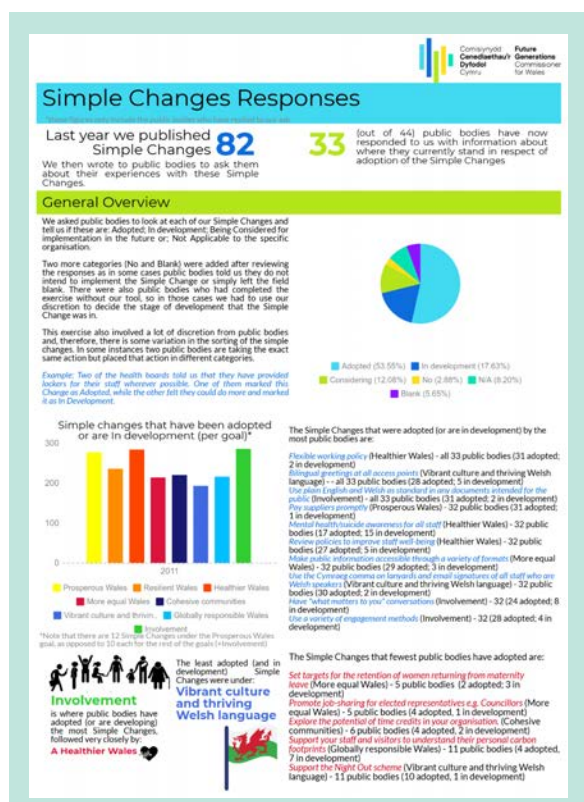 Comisiynydd
Cenedlaethau'r
Dyfodol
Cymru
Future
Generations
Commissioner
for Wales
Simple Changes Responses
Last year we published
Simple Changes 82
We then wrote to public bodies to ask them
about their experiences with these Simple
Changes.
33 (out of 44) public bodies have now
responded to us with information about
where they currently stand in respect of
adoption of the Simple Changes
General Overview
We asked public bodies to look at each of our Simple Changes and
tell us if these are: Adopted; In development; Being Considered for
implementation in the future or; Not Applicable to the specific
organisation.
Two more categories (No and Blank) were added after reviewing
the responses as in some cases public bodies told us they do not
intend to implement the Simple Change or simply left the field
blank. There were also public bodies who had completed the
exercise without our tool, so in those cases we had to use our
discretion to decide the stage of development that the Simple
Change was in.
This exercise also involved a lot of discretion from public bodies
and, therefore, there is some variation in the sorting of the simple
changes. In some instances two public bodies are taking the exact
same action but placed that action in different categories.
Example: Two of the health boards told us that they have provided
lockers for their staff wherever possible. One of them marked this
Change as Adopted, while the other felt they could do more and marked
it as In Development.
Adopted (53.55%) In development (17.63%)
Considering (12.08%) No (2.88%) N/A (8.20%)
Blank (5.65%)
Simple changes that have been adopted
or are In development (per goal)*
300
200
100
0
2011
Prosperous Wales Resilient Wales Healthier Wales
More equal Wales Cohesive communities
Vibrant culture and thrivin.. Globally responsible Wales
Involvement
*Note that there are 12 Simple Changes under the Prosperous Wales
goal, as opposed to 10 each for the rest of the goals (+Involvement)
Involvement
is where public bodies have
adopted (or are developing)
the most Simple Changes,
followed very closely by:
A Healthier Wales
The least adopted (and in
development) Simple
Changes were under:
Vibrant culture
and thriving
Welsh language
The Simple Changes that were adopted (or are in development) by the
most public bodies are:
Flexible working policy (Healthier Wales) - all 33 public bodies (31 adopted;
2 in development)
Bilingual greetings at all access points (Vibrant culture and thriving Welsh
language) - - all 33 public bodies (28 adopted; 5 in development)
Use plain English and Welsh as standard in any documents intended for the
public (Involvement) - all 33 public bodies (31 adopted; 2 in development)
Pay suppliers promptly (Prosperous Wales) - 32 public bodies (31 adopted;
1 in development)
Mental health/suicide awareness for all staff (Healthier Wales) - 32 public
bodies (17 adopted; 15 in development)
Review policies to improve staff well-being (Healthier Wales) - 32 public
bodies (27 adopted; 5 in development)
Make public information accessible through a variety of formats (More equal
Wales) - 32 public bodies (29 adopted; 3 in development)
Use the Cymraeg comma on lanyards and email signatures of all staff who are
Welsh speakers (Vibrant culture and thriving Welsh language) - 32 public
bodies (30 adopted; 2 in development)
Have "what matters to you" conversations (Involvement) - 32 (24 adopted; 8
in development)
Use a variety of engagement methods (Involvement) - 32 (28 adopted; 4 in
development)
The Simple Changes that fewest public bodies have adopted are:
Set targets for the retention of women returning from maternity
leave (More equal Wales) - 5 public bodies (2 adopted; 3 in
development)
Promote job-sharing for elected representatives e.g. Councillors (More
equal Wales) - 5 public bodies (4 adopted, 1 in development)
Explore the potential of time credits in your organisation. (Cohesive
communities) - 6 public bodies (4 adopted, 2 in development)
Support your staff and visitors to understand their personal carbon
footprints (Globally responsible Wales) - 11 public bodies (4 adopted,
7 in development)
Support the Night Out scheme (Vibrant culture and thriving Welsh
language) - 11 public bodies (10 adopted, 1 in development)